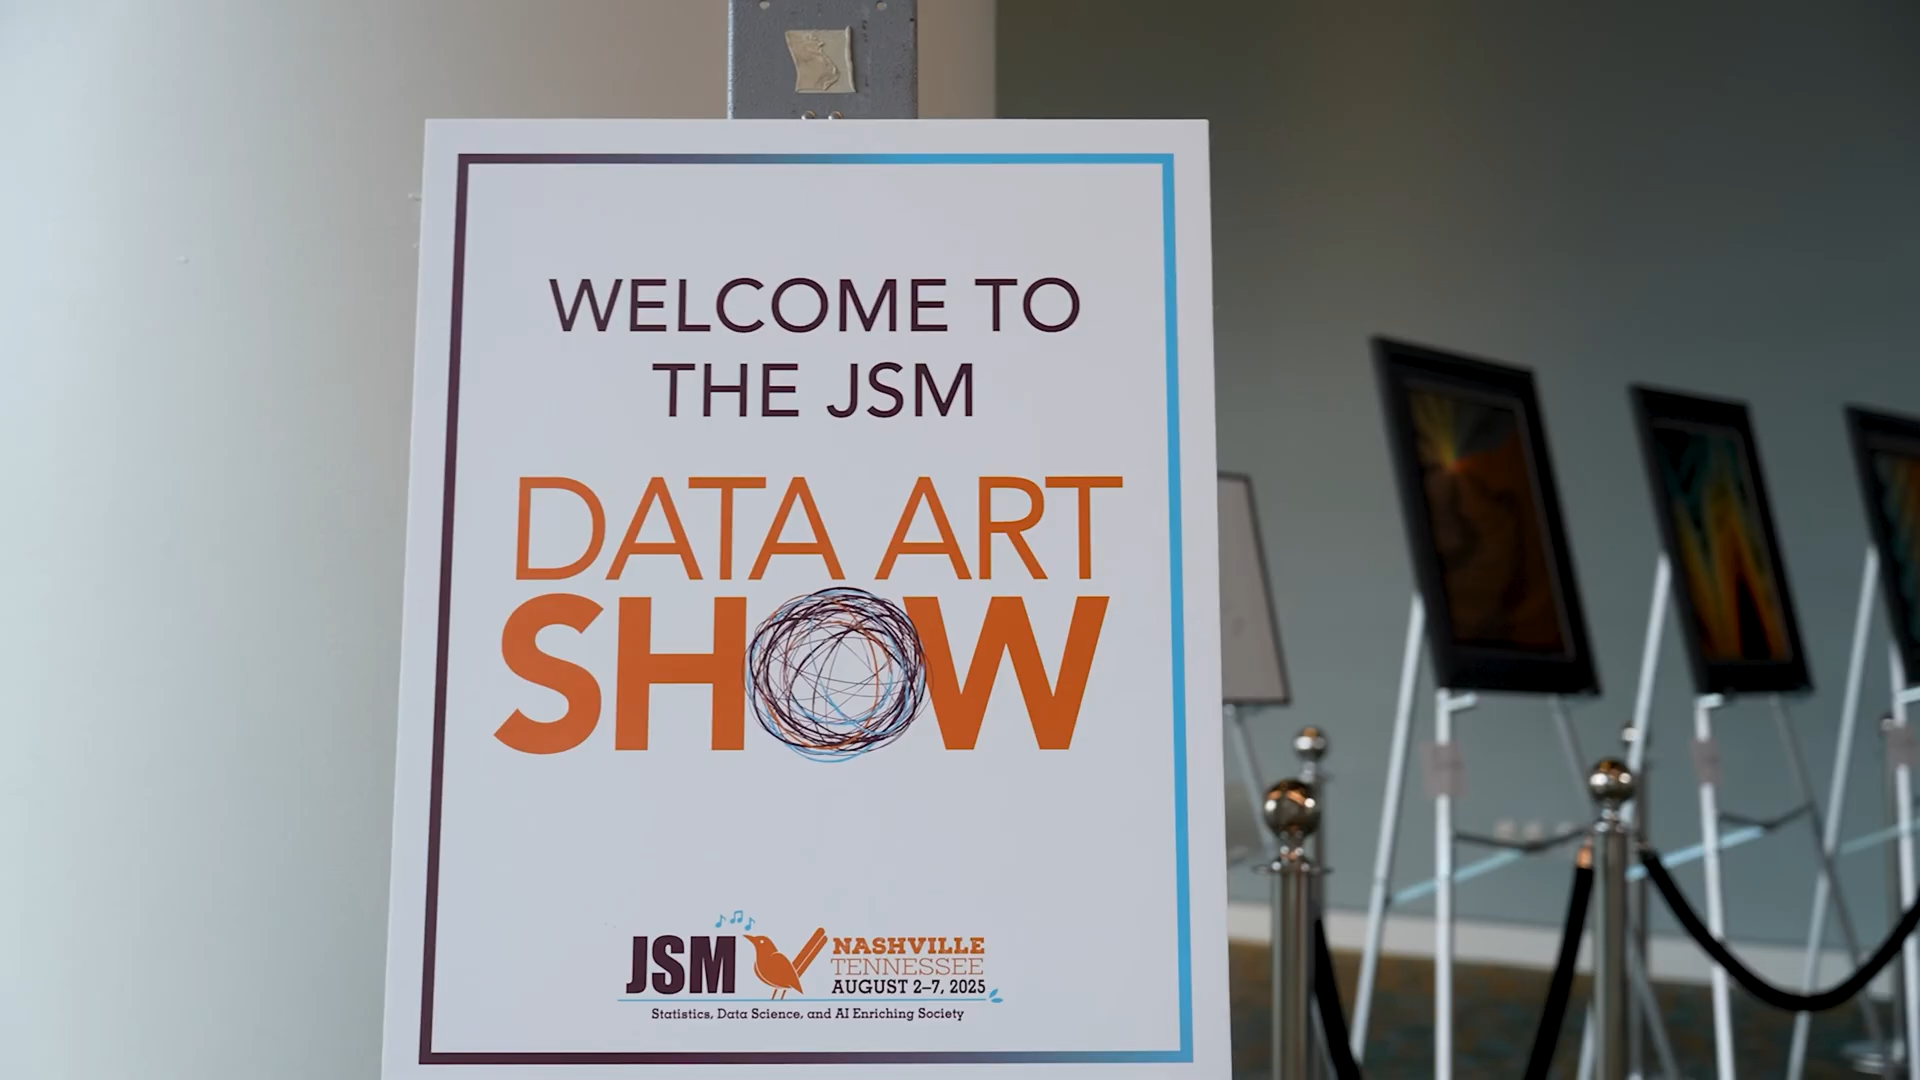 WELCOME TO
THE JSM
DATA ART
SHOW
JSM
NASHVILLE
TENNESSEE
AUGUST 2–7, 2025
Statistics, Data Science, and AI Enriching Society